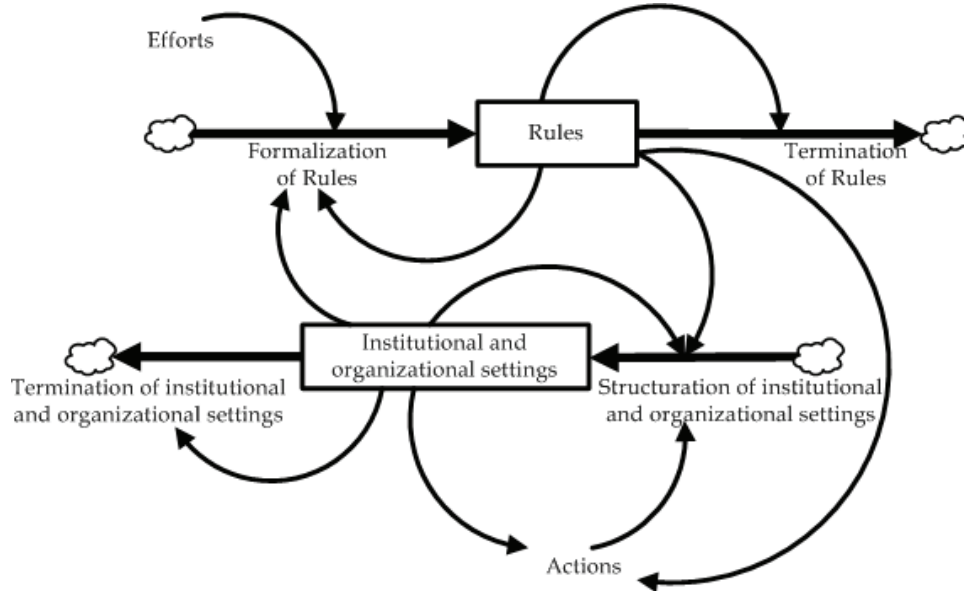 Efforts
Rules
Formalization
of Rules
Termination
of Rules
Institutional and
organizational settings
Termination of institutional
and organizational settings
Structuration of institutional
and organizational settings
Actions